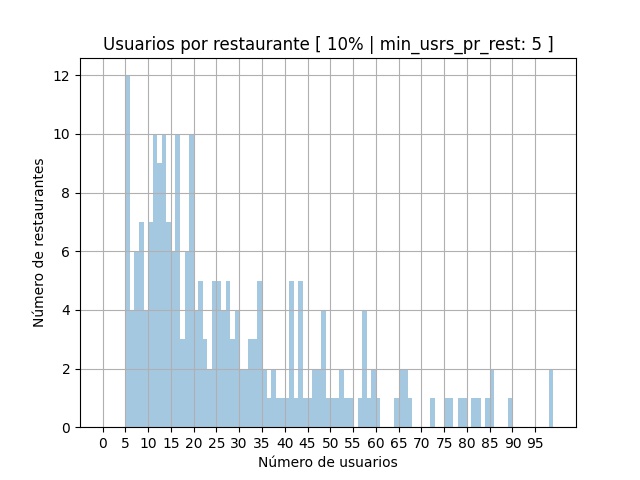 Usuarios por restaurante [ 10% | min_usrs_pr_rest: 5 ]
12
10
8
6
4
2
0
Número de restaurantes
0 5 10 15 20 25 30 35 40 45 50 55 60 65 70 75 80 85 90 95
Número de usuarios